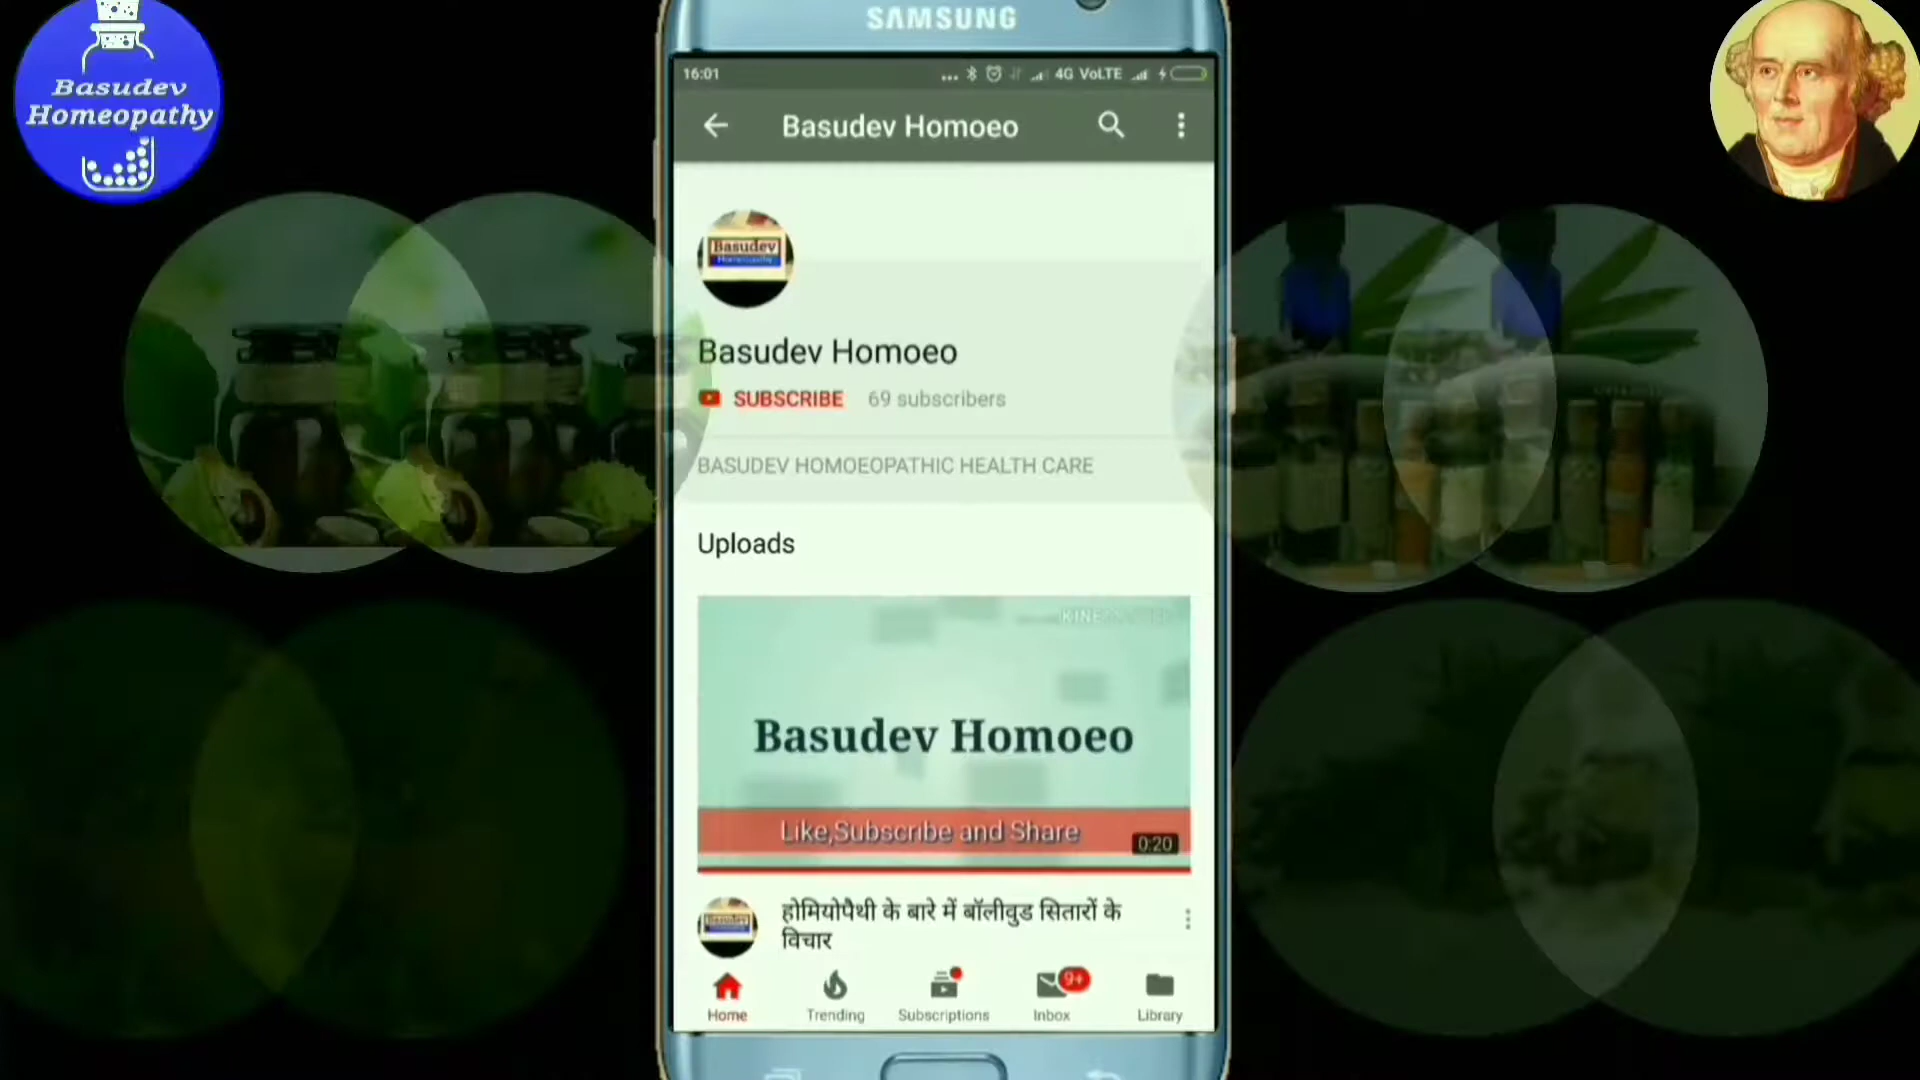 Basudev
Homeopathy
SAMSUNG
16:01
4G VoLTE
Basudev Homoeo
Basudev
Basudev Homoeo
SUBSCRIBE 69 subscribers
BASUDEV HOMOEOPATHIC HEALTH CARE
Uploads
Basudev Homoeo
Like,Subscribe and Share
0:20
होमियोपैथी के बारे में बॉलीवुड सितारों के
विचार
9+
Home Trending Subscriptions Inbox Library